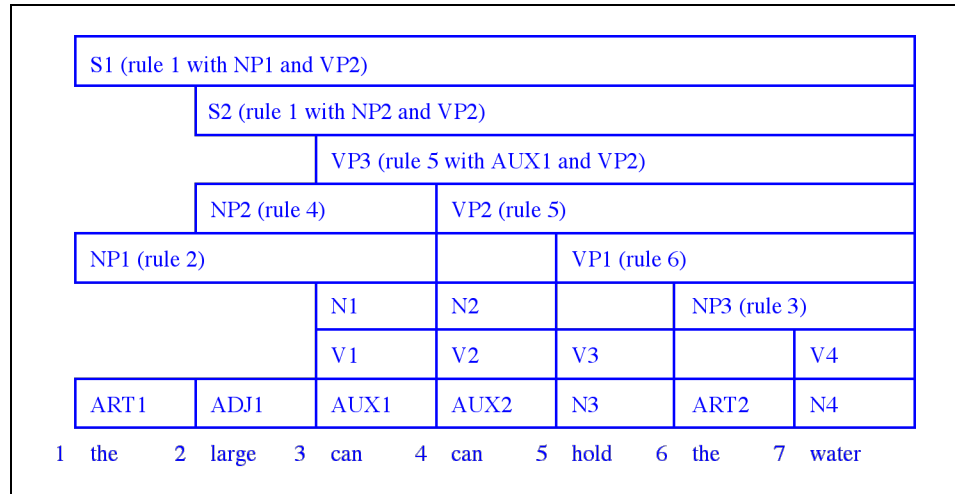 S1 (rule 1 with NP1 and VP2)
S2 (rule 1 with NP2 and VP2)
VP3 (rule 5 with AUX1 and VP2)
NP2 (rule 4) VP2 (rule 5)
NP1 (rule 2) VP1 (rule 6)
N1 N2 NP3 (rule 3)
V1 V2 V3 V4
ART1 ADJ1 AUX1 AUX2 N3 ART2 N4
1 the 2 large 3 can 4 can 5 hold 6 the 7 water